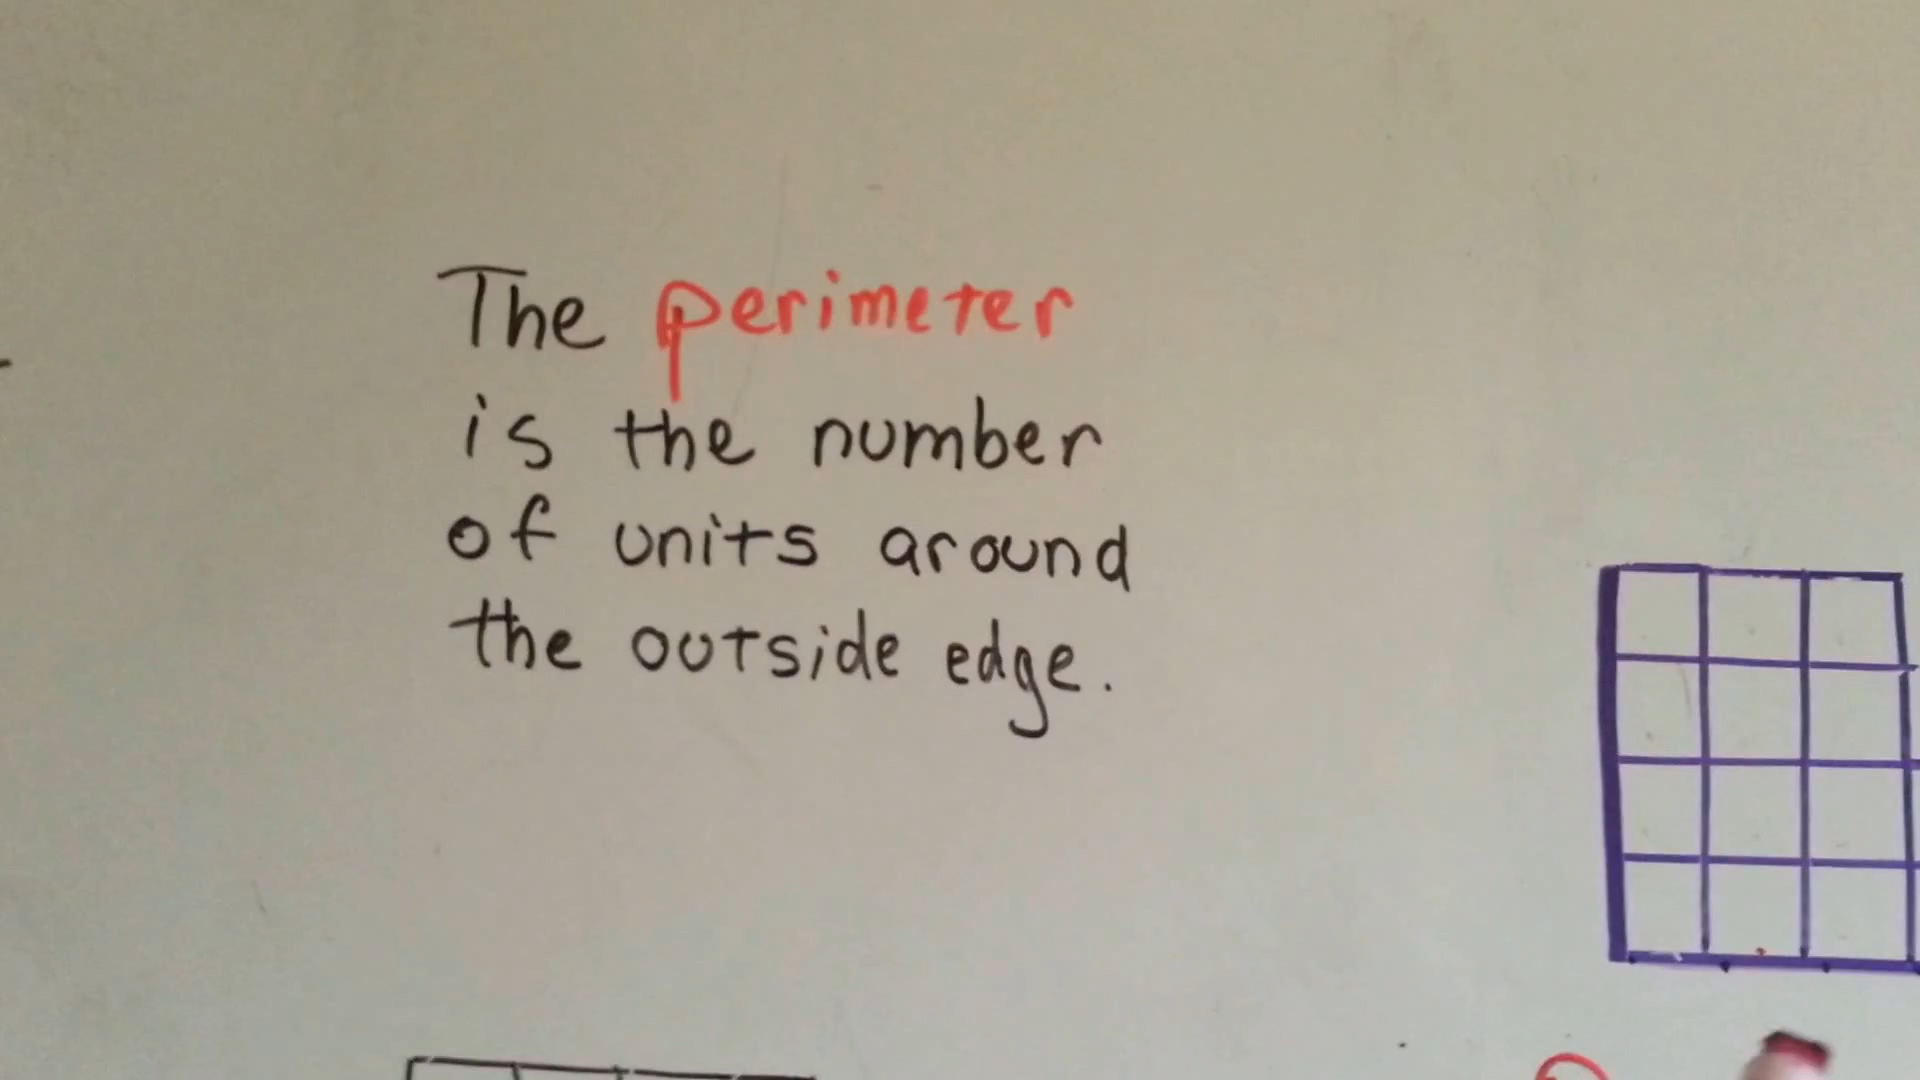 The perimeter
is the number
of units around
the outside edge.